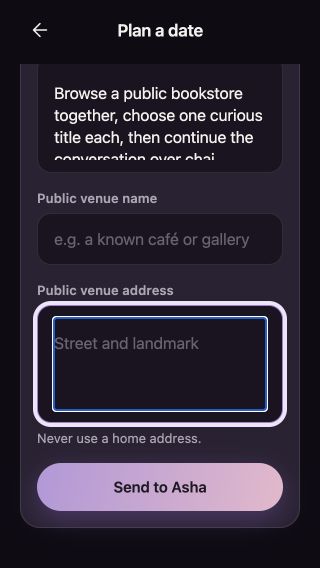 Plan a date
Browse a public bookstore
together, choose one curious
title each, then continue the
conversation over chai
Public venue name
e.g. a known café or gallery
Public venue address
Street and landmark
Never use a home address.
Send to Asha